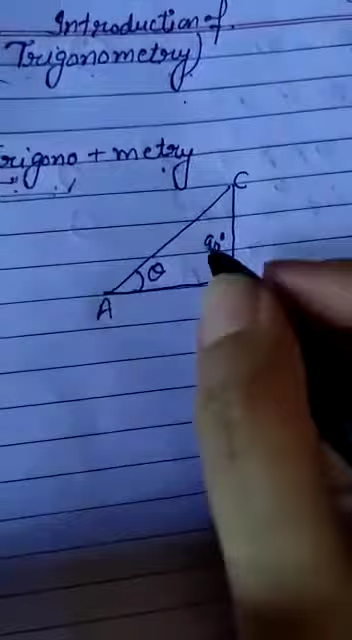 Introduction of
Trigonometry)
rigono + metry
C
90°
θ
A